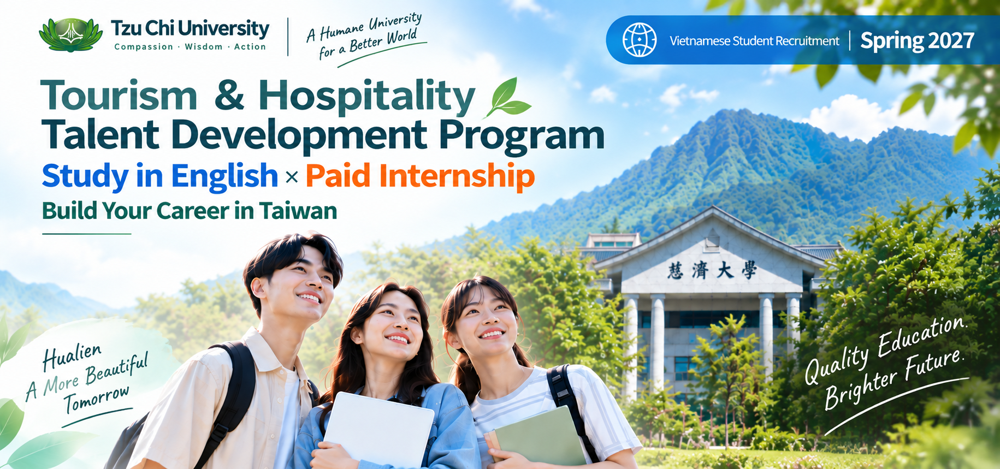 Tzu Chi University
Compassion · Wisdom · Action
A Humane University
for a Better World
Vietnamese Student Recruitment | Spring 2027
Tourism & Hospitality
Talent Development Program
Study in English × Paid Internship
Build Your Career in Taiwan
慈濟大學
Hualien
A More Beautiful
Tomorrow
Quality Education.
Brighter Future.